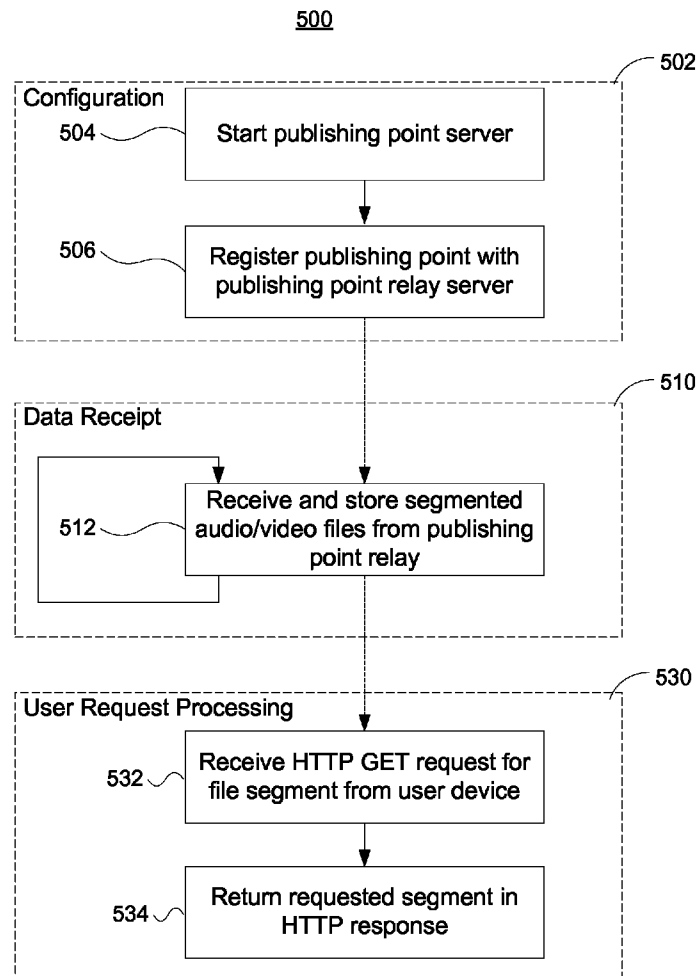 500
502
Configuration
504
Start publishing point server
506
Register publishing point with
publishing point relay server
510
Data Receipt
512
Receive and store segmented
audio/video files from publishing
point relay
530
User Request Processing
532
Receive HTTP GET request for
file segment from user device
534
Return requested segment in
HTTP response